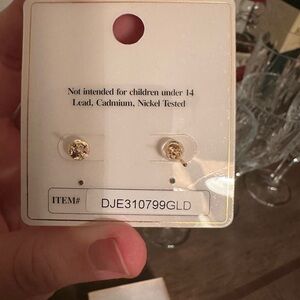 Not intended for children under 14
Lead, Cadmium, Nickel Tested
ITEM# DJE310799GLD